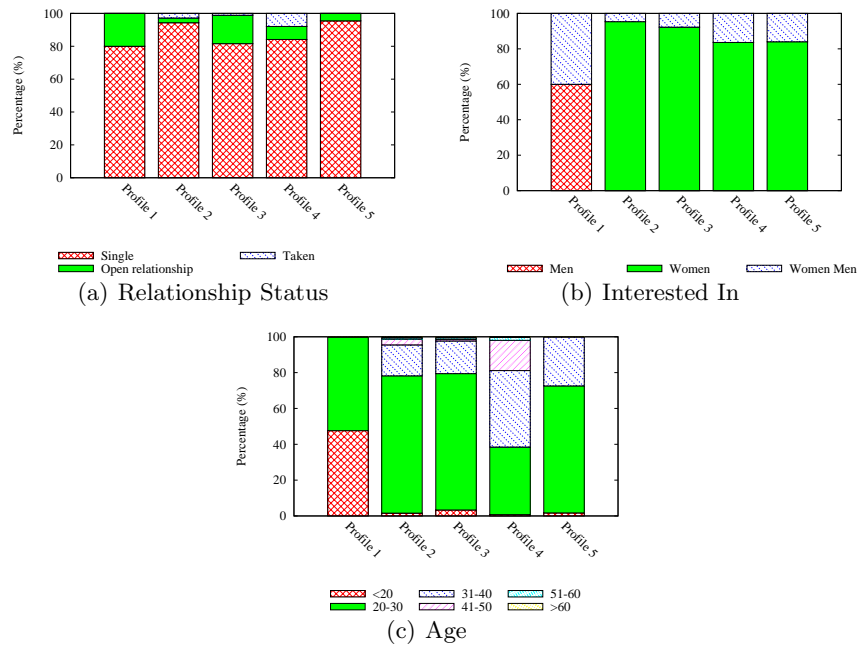 100
80
60
40
20
0
Percentage (%)
Profile 1
Profile 2
Profile 3
Profile 4
Profile 5
Single
Taken
Open relationship
(a) Relationship Status
100
80
60
40
20
0
Percentage (%)
Profile 1
Profile 2
Profile 3
Profile 4
Profile 5
Men
Women
Women Men
(b) Interested In
100
80
60
40
20
0
Percentage (%)
Profile 1
Profile 2
Profile 3
Profile 4
Profile 5
<20
31-40
51-60
20-30
41-50
>60
(c) Age